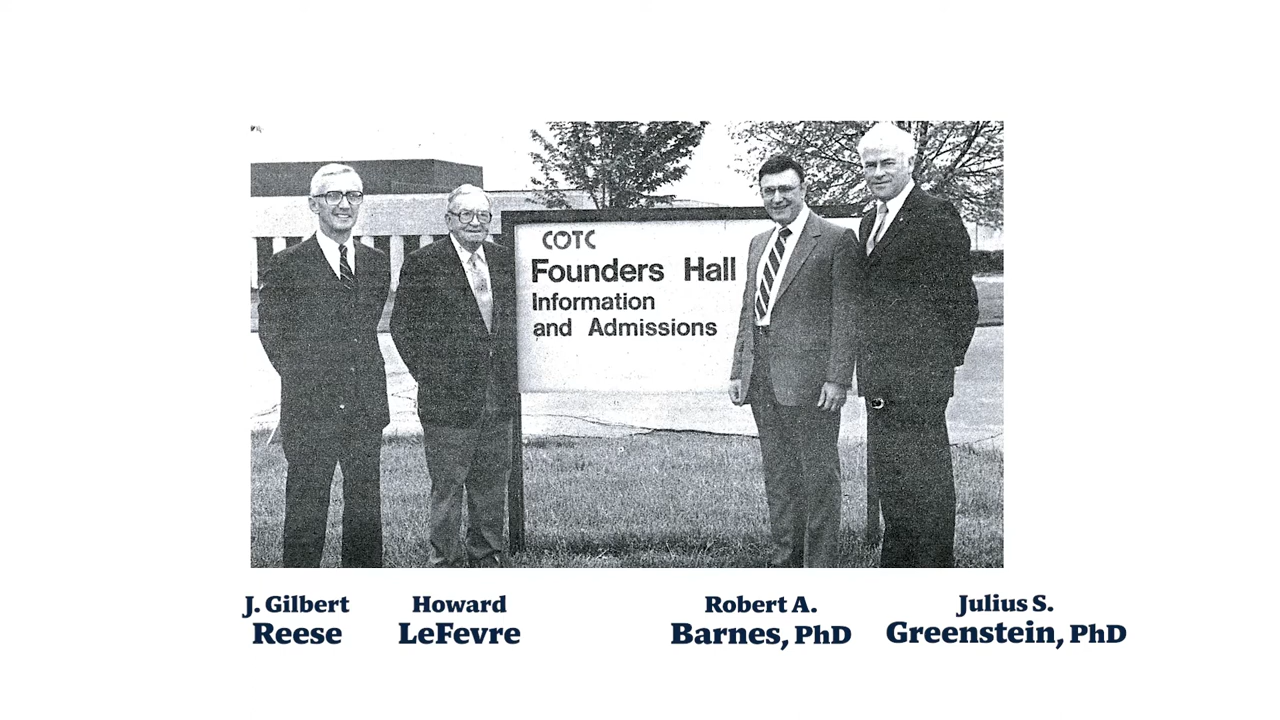 COTC
Founders Hall
Information
and Admissions
J. Gilbert
Reese
Howard
LeFevre
Robert A.
Barnes, PhD
Julius S.
Greenstein, PhD